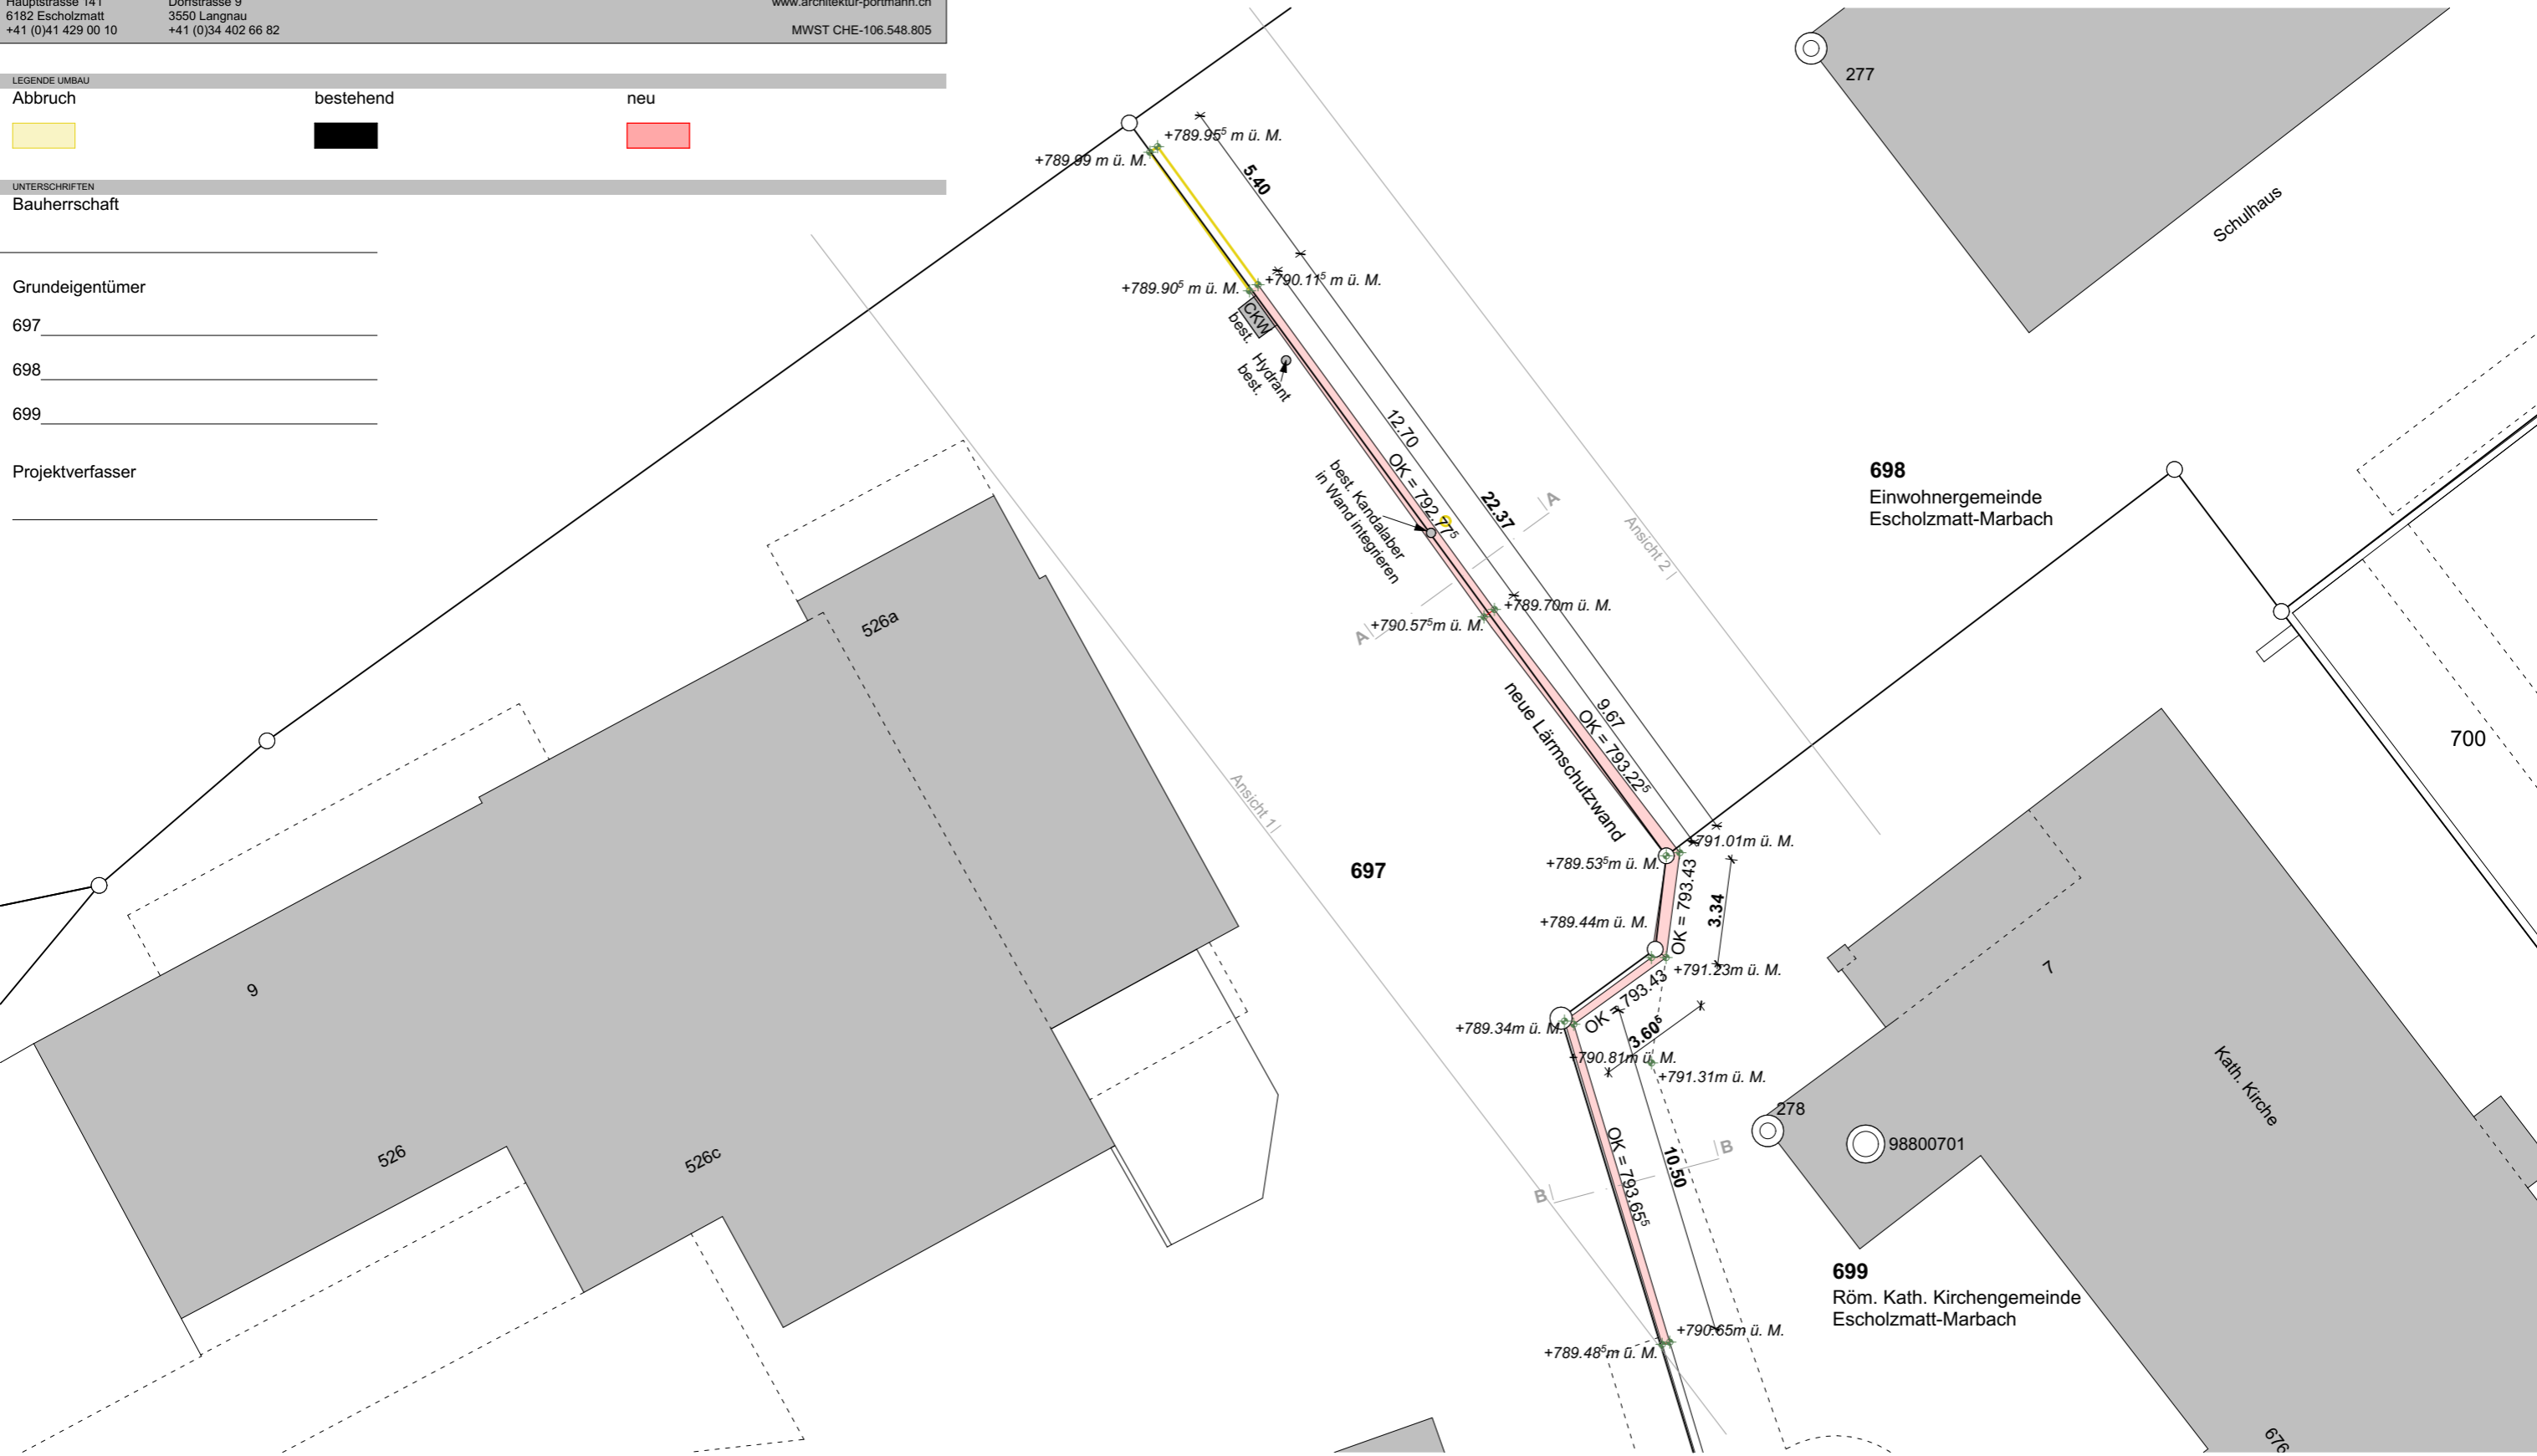 Hauptstrasse 141
6182 Escholzmatt
+41 (0)41 429 00 10
Dorfstrasse 9
3550 Langnau
+41 (0)34 402 66 82
www.architektur-portmann.ch
MWST CHE-106.548.805
LEGENDE UMBAU
Abbruch
bestehend
neu
UNTERSCHRIFTEN
Bauherrschaft
Grundeigentümer
697
698
699
Projektverfasser
277
Schulhaus
+789.95⁵ m ü. M.
+789.99 m ü. M.
5.40
+790.11⁵ m ü. M.
+789.90⁵ m ü. M.
CKW
best.
Hydrant
best.
12.70
OK = 792.77⁵
22.37
best. Kandalaber
in Wand integrieren
A
A
Ansicht 2
698
Einwohnergemeinde
Escholzmatt-Marbach
+789.70m ü. M.
+790.57⁵m ü. M.
526a
neue Lärmschutzwand
9.67
OK = 793.22⁵
700
Ansicht 1
+791.01m ü. M.
+789.53⁵m ü. M.
697
OK = 793.43
3.34
+789.44m ü. M.
+791.23m ü. M.
OK = 793.43
3.60⁵
+789.34m ü. M.
+790.81m ü. M.
+791.31m ü. M.
9
7
Kath. Kirche
278
98800701
526
526c
OK = 793.65⁵
10.50
B
B
699
Röm. Kath. Kirchengemeinde
Escholzmatt-Marbach
+790.65m ü. M.
+789.48⁵m ü. M.
676